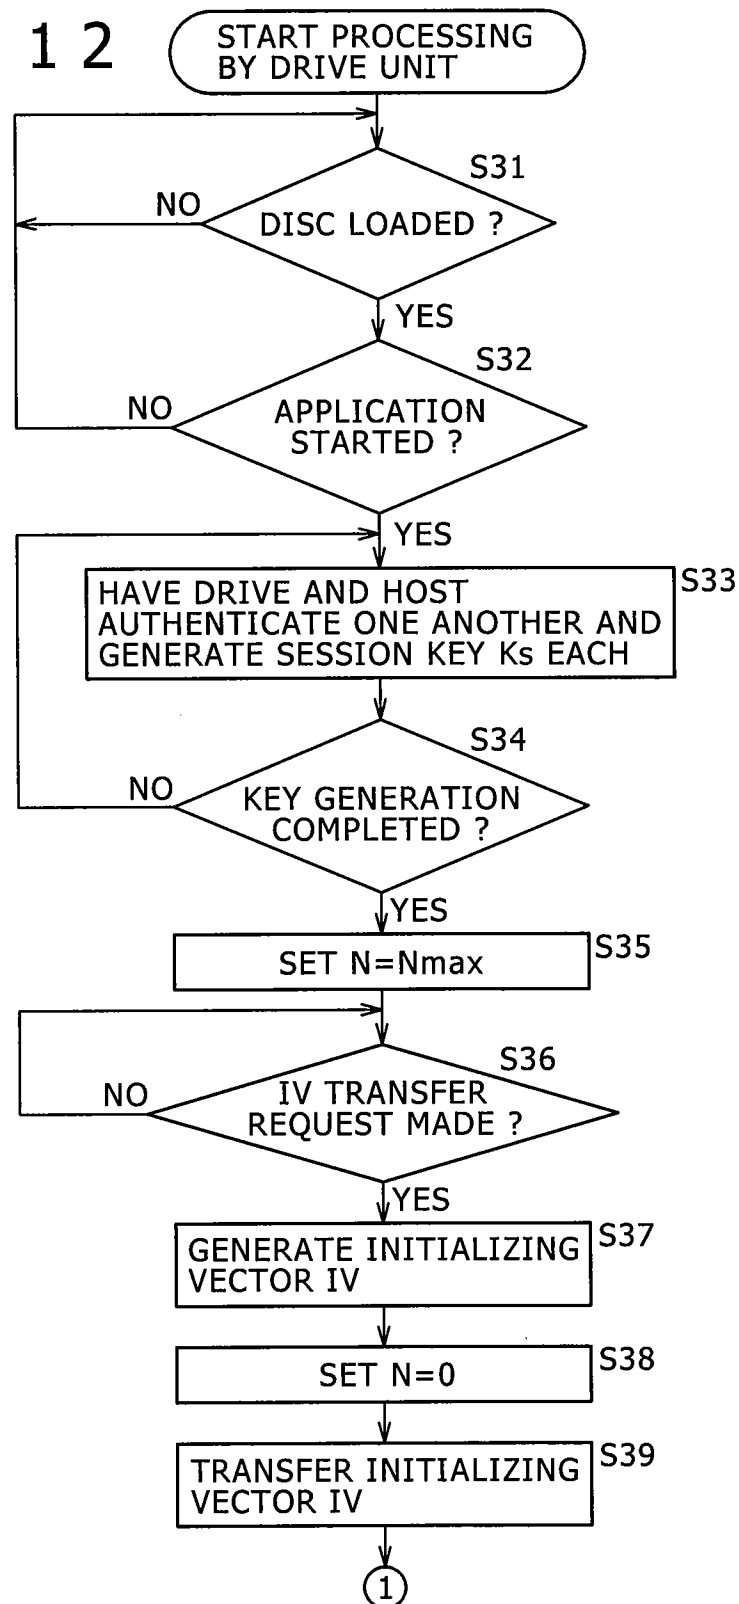 1 2
START PROCESSING
BY DRIVE UNIT
S31
NO
DISC LOADED ?
YES
S32
NO
APPLICATION
STARTED ?
YES
S33
HAVE DRIVE AND HOST
AUTHENTICATE ONE ANOTHER AND
GENERATE SESSION KEY Ks EACH
S34
NO
KEY GENERATION
COMPLETED ?
YES
S35
SET N=Nmax
S36
NO
IV TRANSFER
REQUEST MADE ?
YES
S37
GENERATE INITIALIZING
VECTOR IV
S38
SET N=0
S39
TRANSFER INITIALIZING
VECTOR IV
1